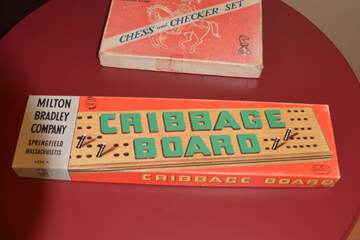 CHESS and CHECKER SET
MILTON
BRADLEY
COMPANY
SPRINGFIELD
MASSACHUSETTS
CRIBBAGE
BOARD
CRIBBAGE BOARD